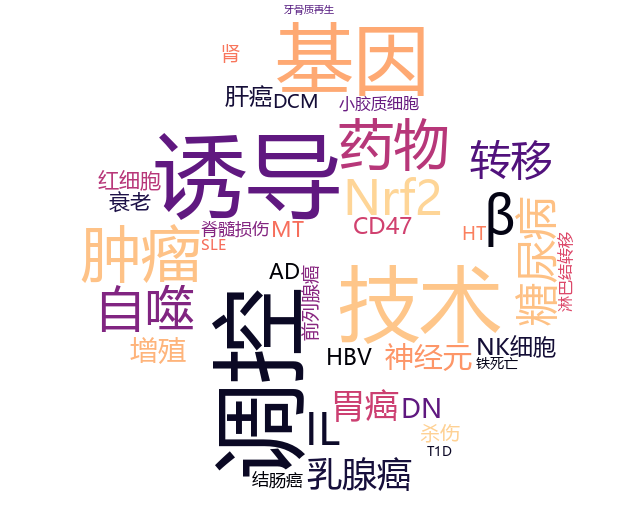 牙骨质再生
基因
肾
肝癌
DCM
小胶质细胞
诱导
药物
转移
红细胞
衰老
Nrf2
β
糖尿病
脊髓损伤
MT
CD47
HT
淋巴结转移
SLE
肿瘤
AD
前列腺癌
技术
自噬
调控
增殖
HBV
神经元
NK细胞
铁死亡
胃癌
DN
IL
杀伤
T1D
结肠癌
乳腺癌